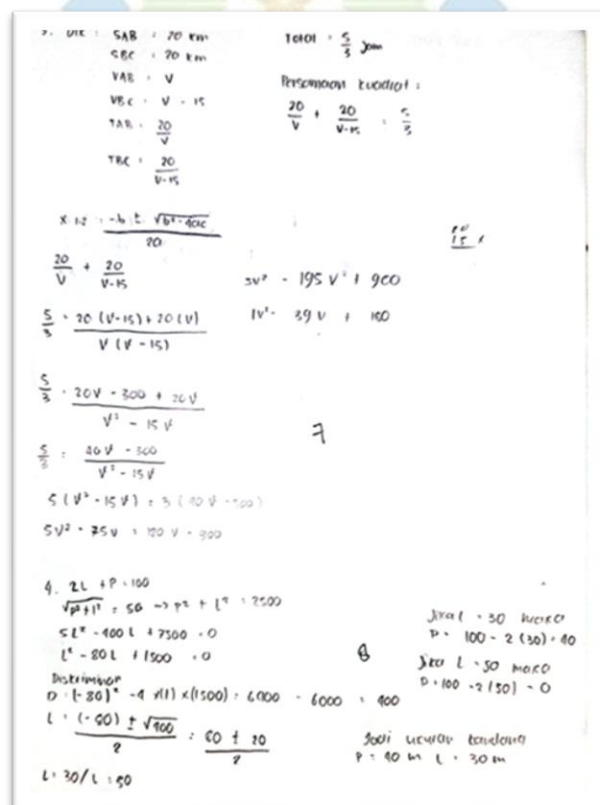 3. DIK : SAB : 20 km
SBC : 20 km
VAB : V
VBC : V - 15
TAB : 20/V
TBC : 20/V-15
Total : 5/3 jam
Persamaan kuadrat :
20/V + 20/V-15 : 5/3
x 1.2 : -b ± √b² - 4ac / 2a
20/V + 20/V-15
5/3 = 20 (V-15) + 20 (V) / V (V - 15)
5/3 = 20V - 300 + 20V / V² - 15V
5/3 : 40V - 300 / V² - 15V
5 (V² - 15V) = 3 (40V - 300)
5V² - 75V = 120V - 900
5V² - 195V + 900
1V² - 39V + 180
20
15 x
7
4. 2L + P = 100
√p²+l² = 50 → p² + l² = 2500
5L² - 400L + 7500 = 0
L² - 80L + 1500 = 0
Diskriminan
D = (-80)² - 4 x(1) x(1500) = 6400 - 6000 = 400
L = (-80) ± √400 / 2 = 80 ± 20 / 2
L = 30 / L = 50
8
Jika L = 30 maka
P = 100 - 2 (30) = 40
Jika L = 50 maka
P = 100 - 2 (50) = 0
Jadi ukuran kandang
P = 40 m L = 30 m